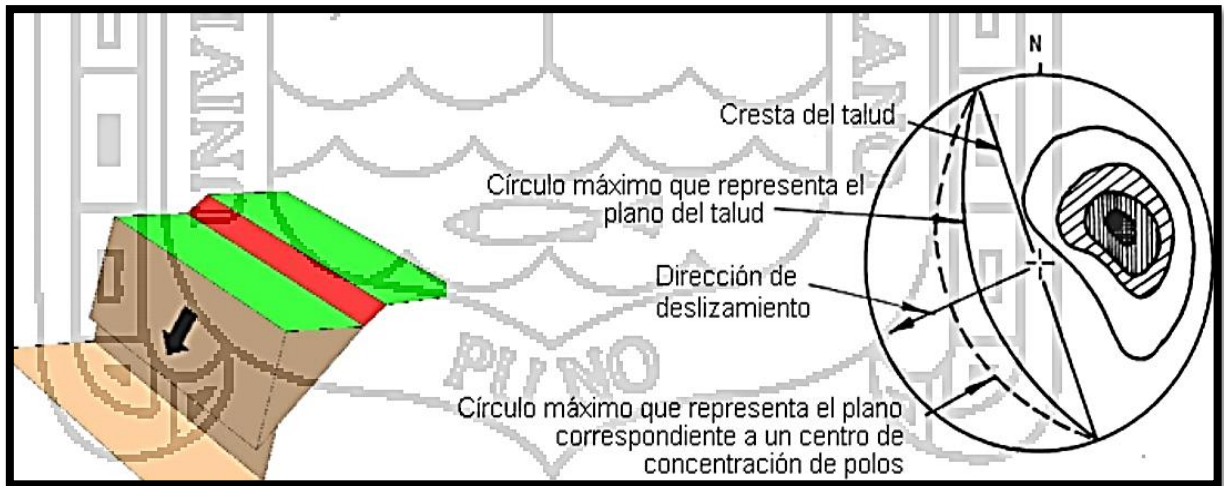 N
Cresta del talud
Círculo máximo que representa el
plano del talud
Dirección de
deslizamiento
Círculo máximo que representa el plano
correspondiente a un centro de
concentración de polos
PUNO